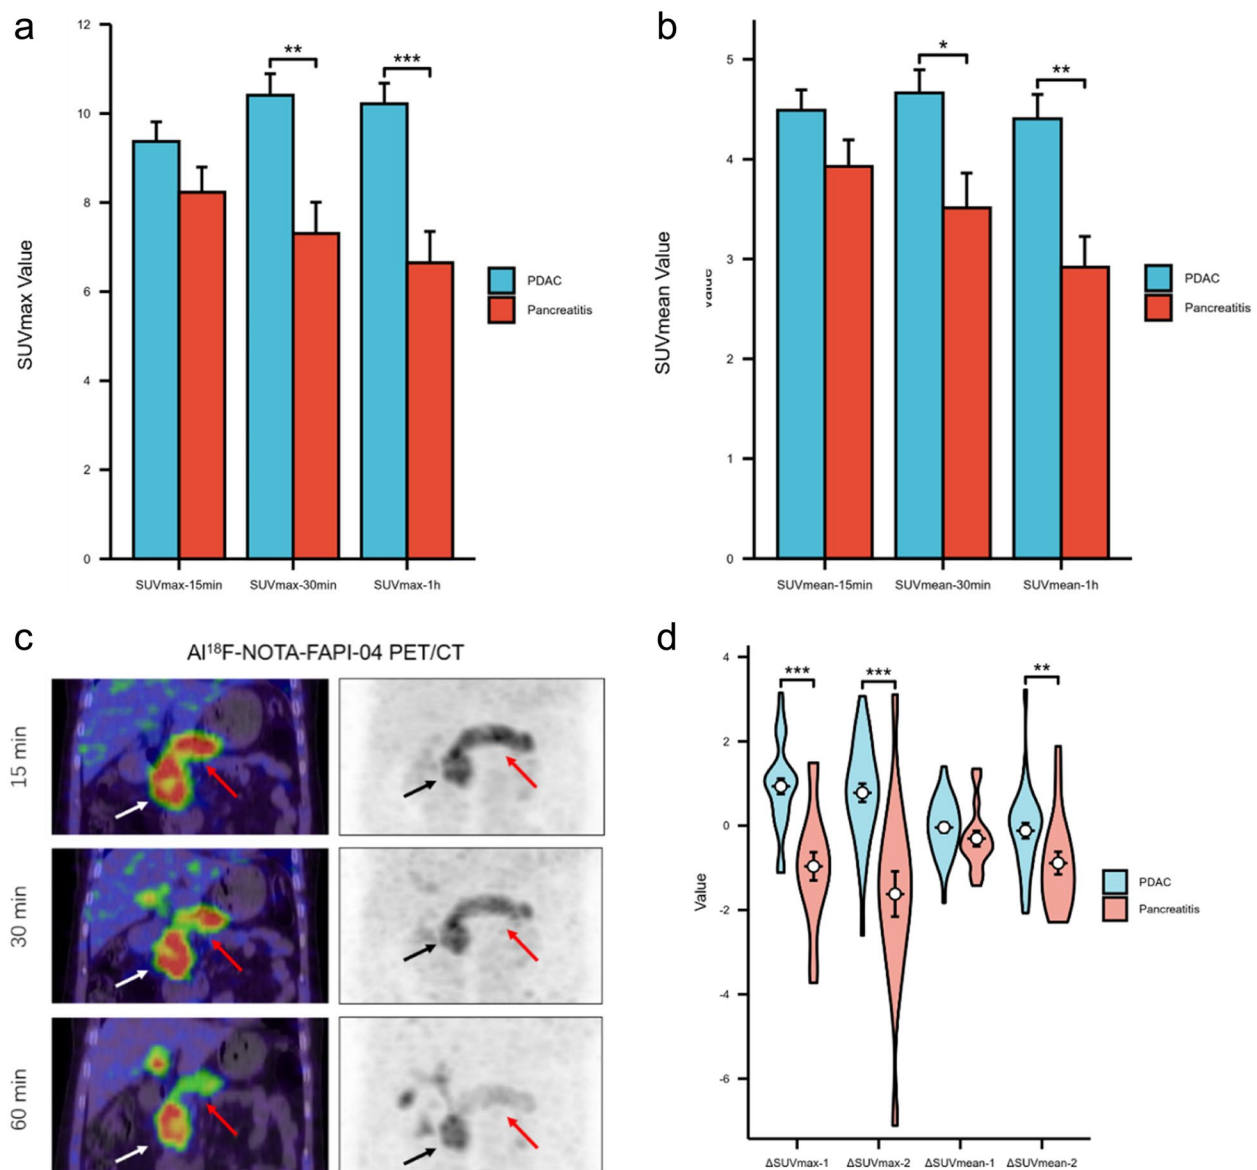 a
12
10
8
6
4
2
0
SUVmax Value
**
***
SUVmax-15min
SUVmax-30min
SUVmax-1h
PDAC
Pancreatitis
b
5
4
3
2
1
0
SUVmean Value
value
*
**
SUVmean-15min
SUVmean-30min
SUVmean-1h
PDAC
Pancreatitis
c
Al¹⁸F-NOTA-FAPI-04 PET/CT
15 min
30 min
60 min
d
4
2
0
-2
-4
-6
Value
***
***
**
ΔSUVmax-1
ΔSUVmax-2
ΔSUVmean-1
ΔSUVmean-2
PDAC
Pancreatitis